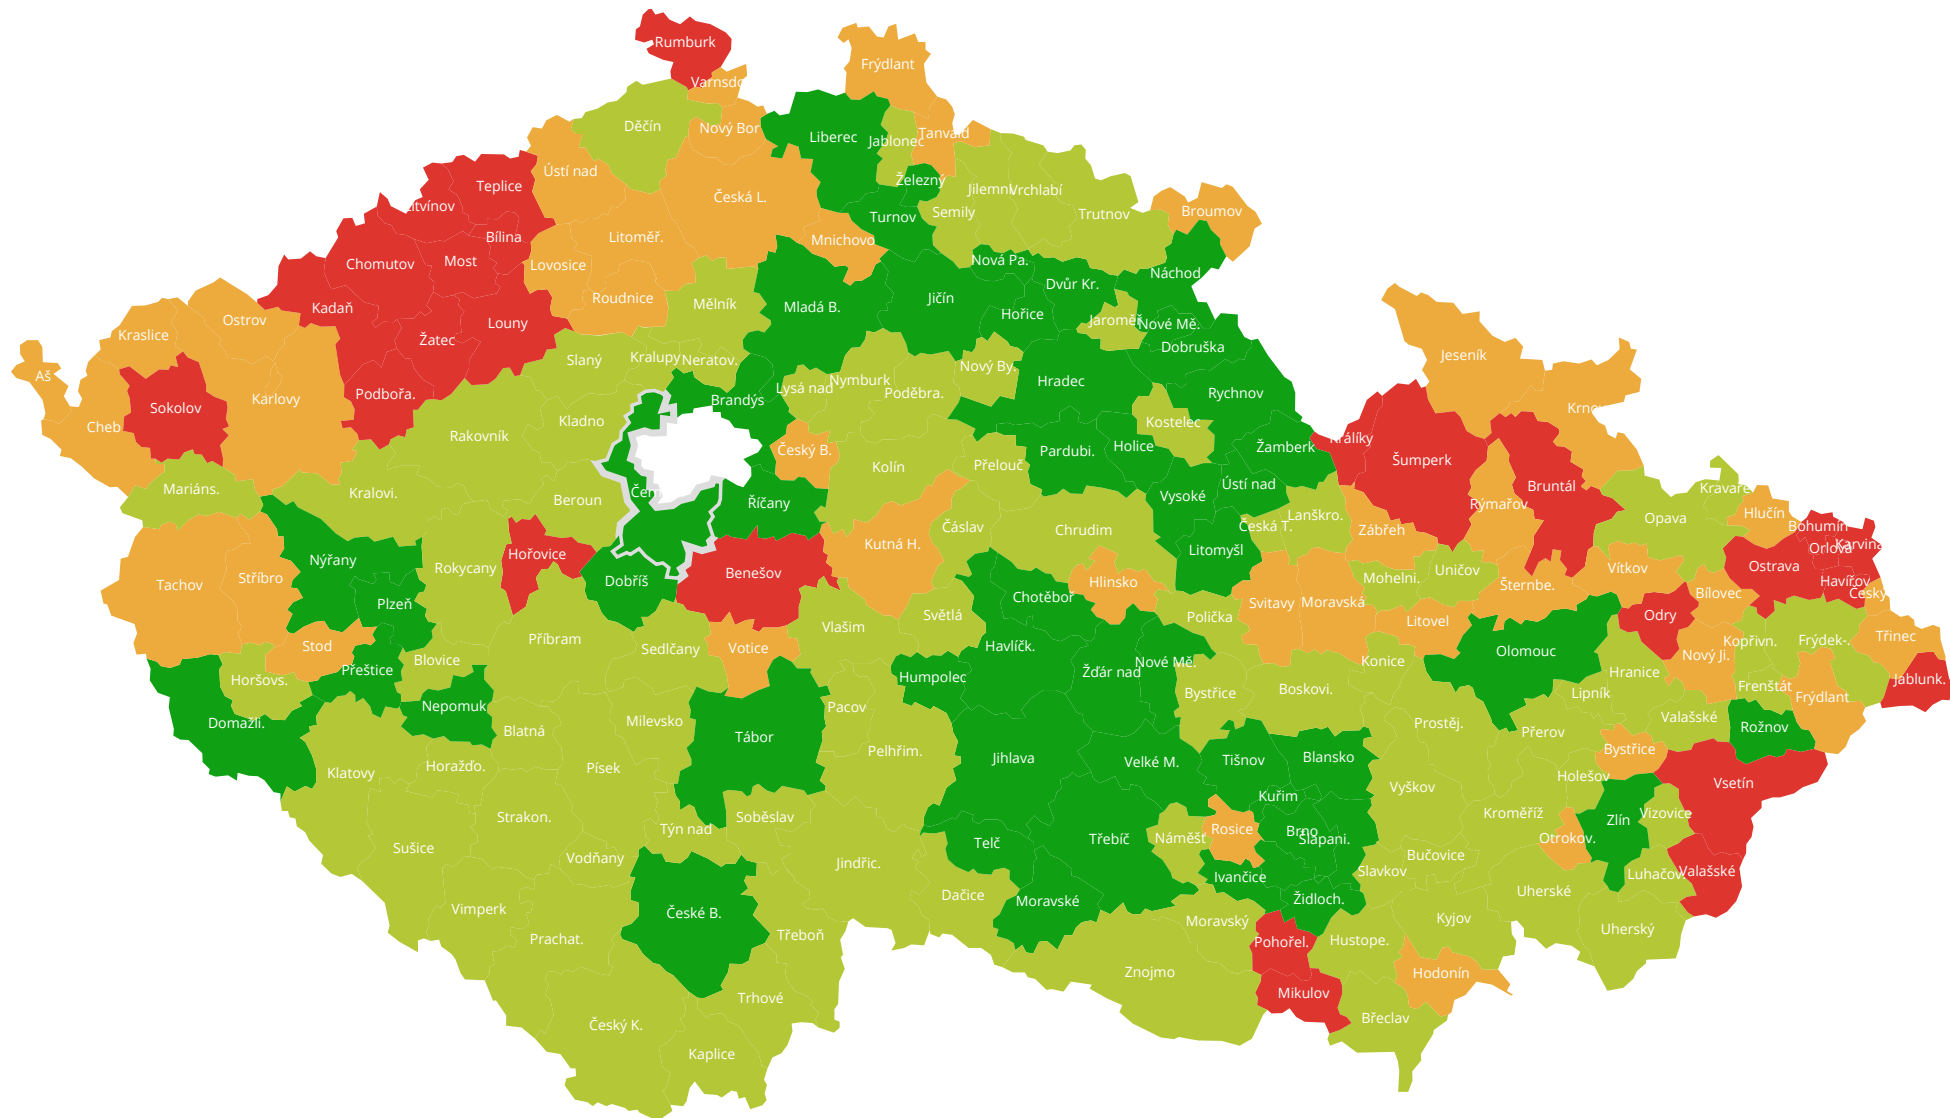 Rumburk
Frýdlant
Varnsdo
Děčín
Nový Bor
Liberec
Jablonec
Tanvald
Ústí nad
Teplice
Česká L.
Železný
Jilemni
Vrchlabí
Litvínov
Semily
Trutnov
Broumov
Turnov
Bílina
Litoměř.
Mnichovo
Most
Lovosice
Chomutov
Nová Pa.
Náchod
Dvůr Kr.
Roudnice
Mělník
Mladá B.
Jičín
Kadaň
Hořice
Ostrov
Louny
Jaroměř
Nové Mě.
Kraslice
Žatec
Dobruška
Jeseník
Slaný
Kralupy
Neratov.
Nový By.
Aš
Nymburk
Hradec
Lysá nad
Poděbra.
Rychnov
Podbořa.
Karlovy
Brandýs
Sokolov
Krnov
Kladno
Kostelec
Cheb
Rakovník
Králíky
Holice
Žamberk
Český B.
Pardubi.
Šumperk
Kolín
Přelouč
Ústí nad
Bruntál
Mariáns.
Kralovi.
Čern
Vysoké
Kravaře
Beroun
Říčany
Rýmařov
Hlučín
Lanškro.
Opava
Čáslav
Česká T.
Bohumín
Chrudim
Zábřeh
Kutná H.
Karviná
Orlová
Hořovice
Litomyšl
Nýřany
Rokycany
Ostrava
Vítkov
Benešov
Uničov
Stříbro
Mohelni.
Dobříš
Hlinsko
Havířov
Tachov
Šternbe.
Bílovec
Český
Chotěboř
Plzeň
Svitavy
Moravská
Světlá
Odry
Polička
Litovel
Vlašim
Třinec
Příbram
Kopřivn.
Frýdek-.
Stod
Havlíčk.
Votice
Sedlčany
Olomouc
Nový Ji.
Blovice
Konice
Nové Mě.
Přeštice
Žďár nad
Hranice
Humpolec
Horšovs.
Jablunk.
Frenštát
Boskovi.
Bystřice
Lipník
Frýdlant
Nepomuk
Pacov
Valašské
Milevsko
Domažli.
Prostěj.
Rožnov
Blatná
Přerov
Tábor
Bystřice
Pelhřim.
Jihlava
Blansko
Tišnov
Velké M.
Horažďo.
Písek
Klatovy
Holešov
Vsetín
Vyškov
Kuřim
Kroměříž
Vizovice
Strakon.
Soběslav
Zlín
Týn nad
Rosice
Brno
Náměšť
Třebíč
Šlapani.
Otrokov.
Telč
Sušice
Bučovice
Vodňany
Jindřic.
Slavkov
Valašské
Luhačov.
Ivančice
Uherské
Dačice
Židloch.
Moravské
Vimperk
České B.
Kyjov
Moravský
Uherský
Třeboň
Prachat.
Hustope.
Pohořel.
Znojmo
Hodonín
Mikulov
Trhové
Břeclav
Český K.
Kaplice